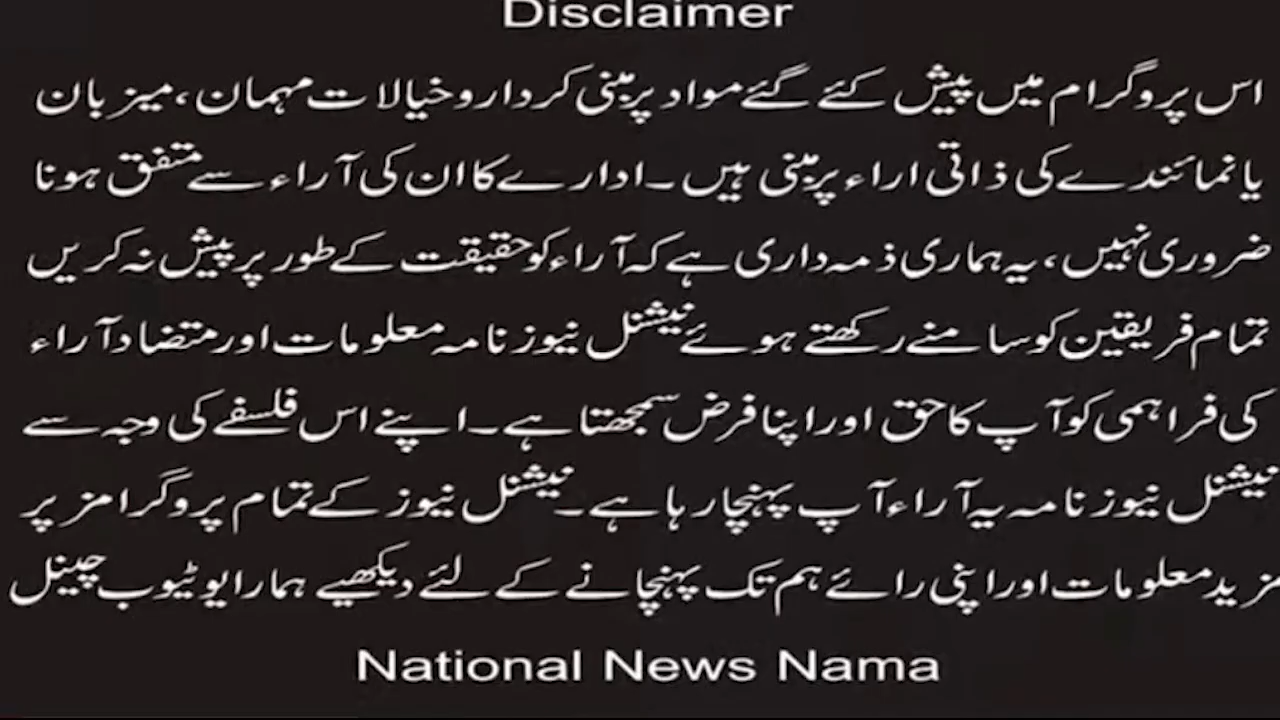 Disclaimer
اس پروگرام میں پیش کئے گئے مواد پر مبنی کردار و خیالات مہمان، میزبان
یا نمائندے کی ذاتی اراء پر مبنی ہیں۔ ادارے کا ان کی آراء سے متفق ہونا
ضروری نہیں، یہ ہماری ذمہ داری ہے کہ آراء کو حقیقت کے طور پر پیش نہ کریں
تمام فریقین کو سامنے رکھتے ہوئے نیشنل نیوز نامہ معلومات اور متضاد آراء
کی فراہمی کو آپ کا حق اور اپنا فرض سمجھتا ہے۔ اپنے اس فلسفے کی وجہ سے
نیشنل نیوز نامہ یہ آراء آپ پہنچا رہا ہے۔ نیشنل نیوز کے تمام پروگرامز پر
مزید معلومات اور اپنی رائے ہم تک پہنچانے کے لئے دیکھیے ہمارا یوٹیوب چینل
National News Nama